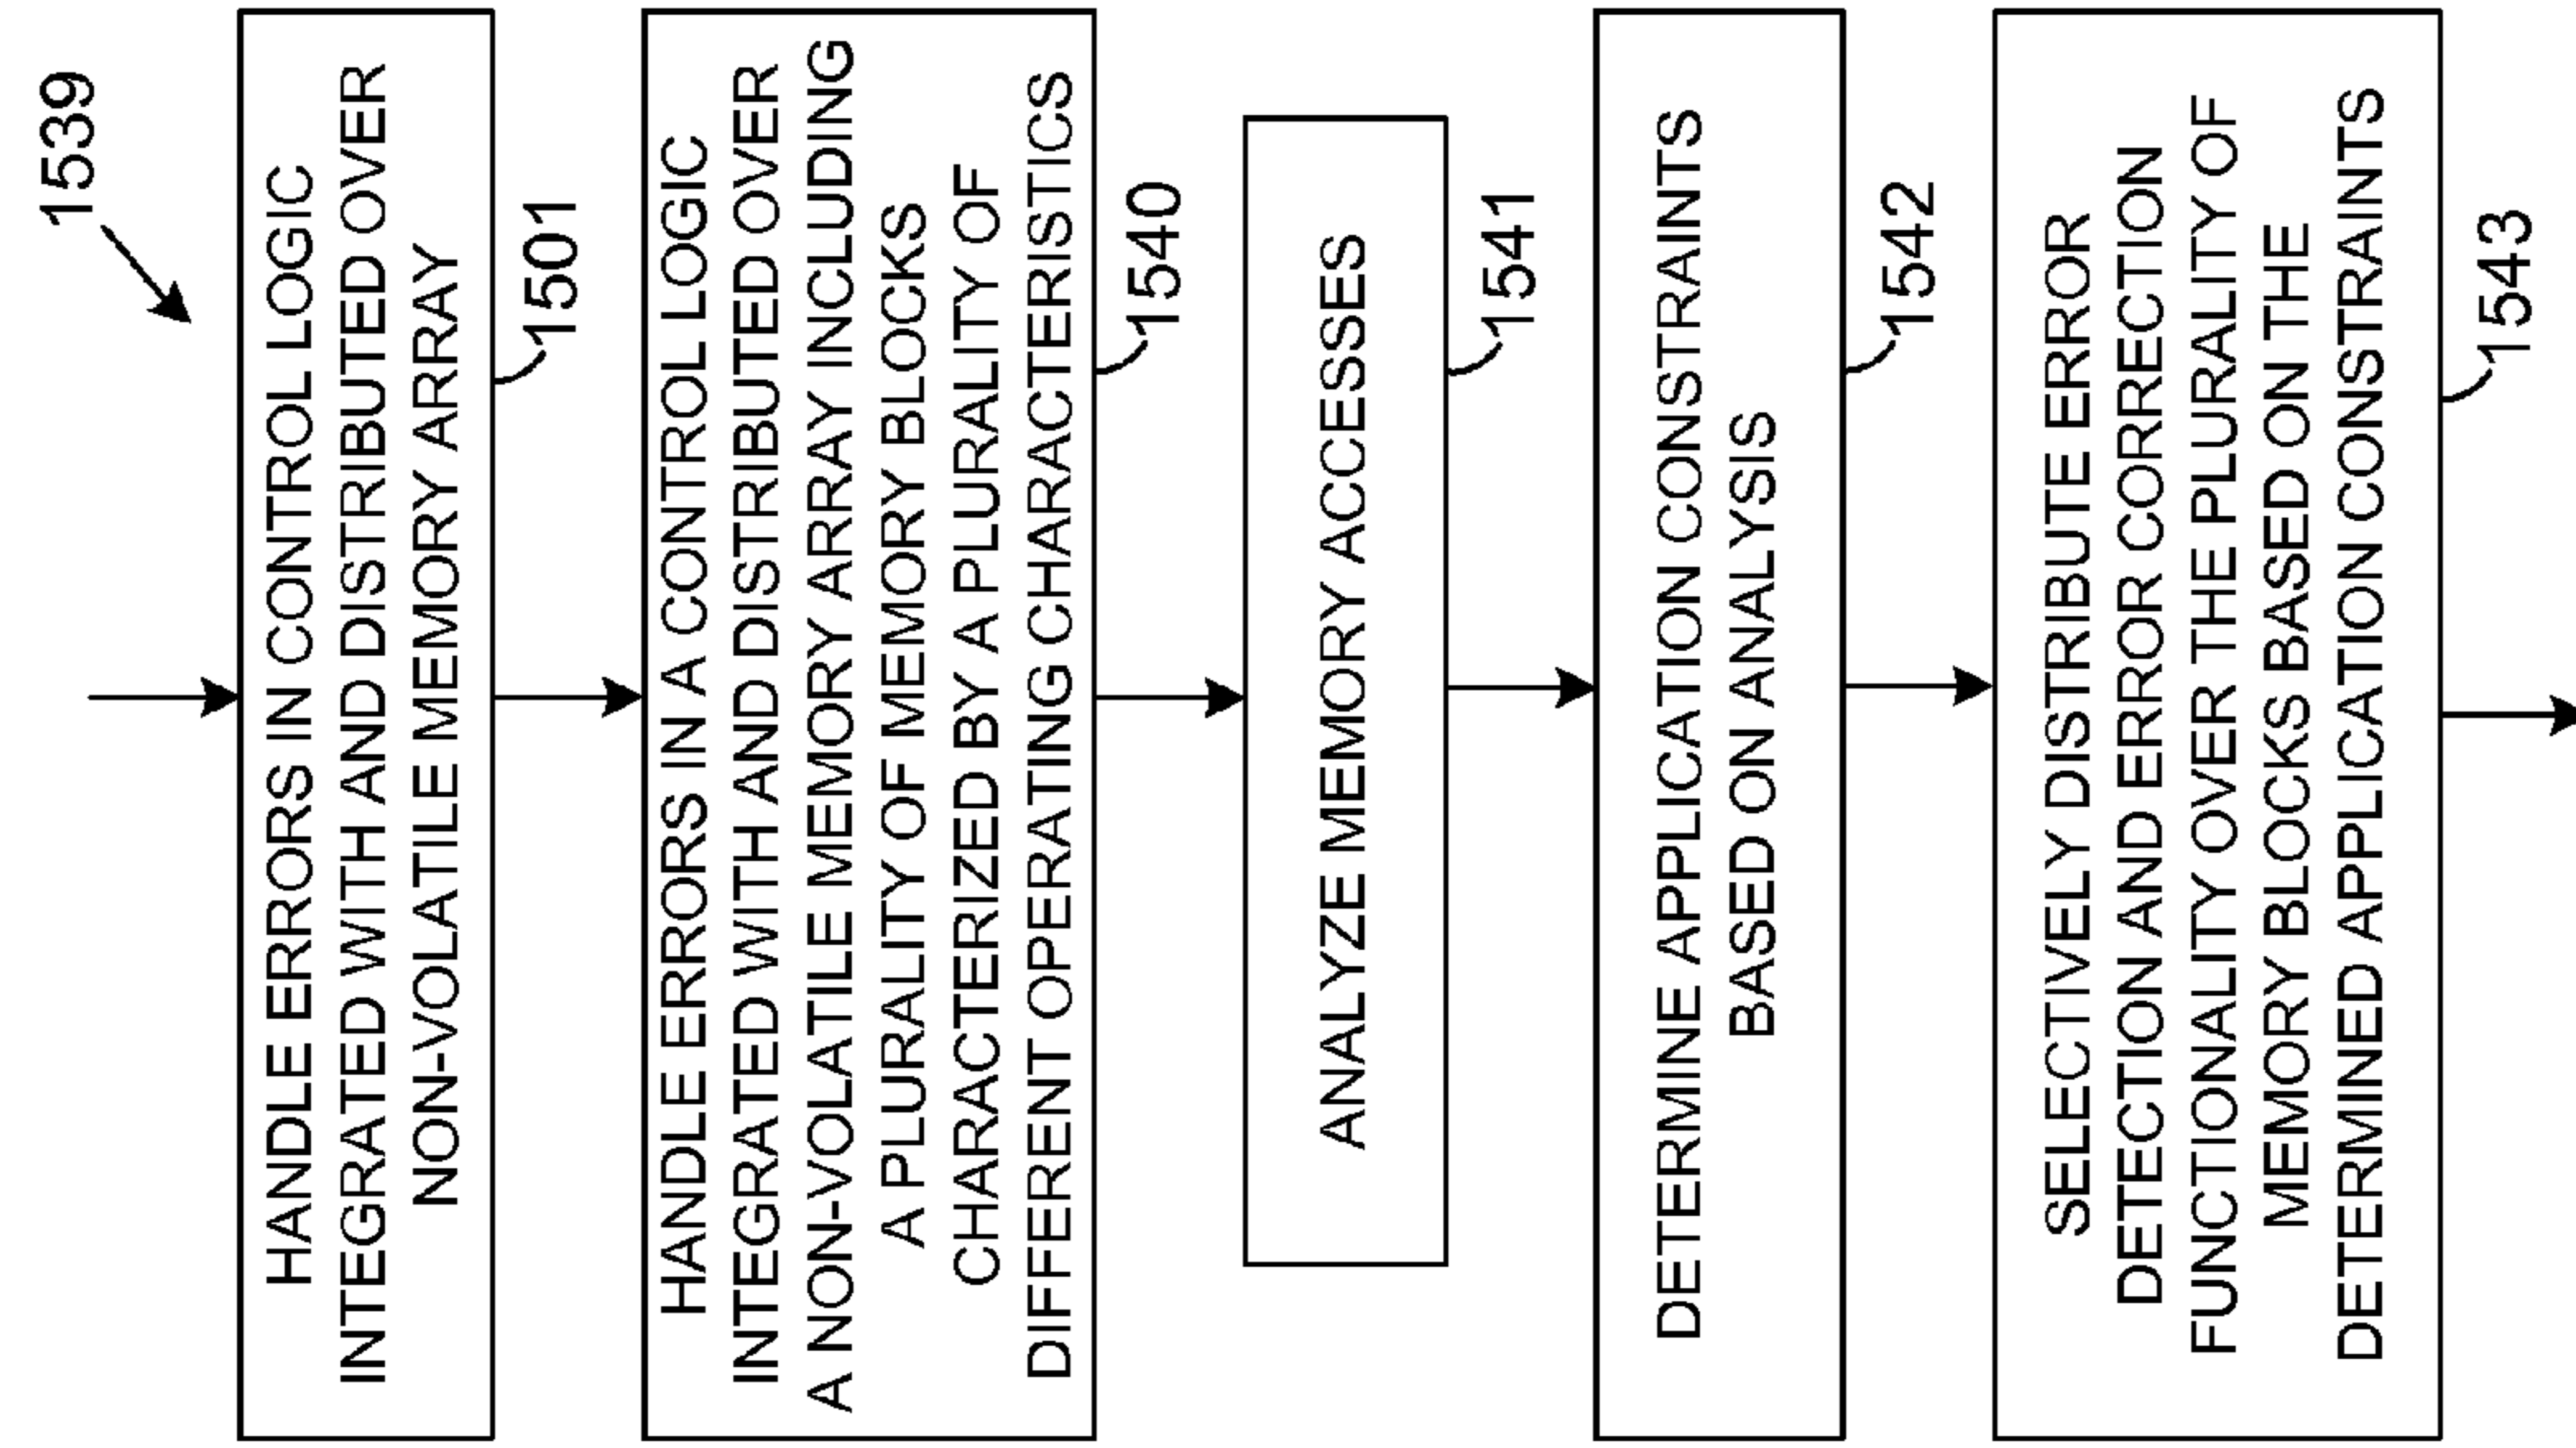 1539
HANDLE ERRORS IN CONTROL LOGIC
INTEGRATED WITH AND DISTRIBUTED OVER
NON-VOLATILE MEMORY ARRAY
1501
HANDLE ERRORS IN A CONTROL LOGIC
INTEGRATED WITH AND DISTRIBUTED OVER
A NON-VOLATILE MEMORY ARRAY INCLUDING
A PLURALITY OF MEMORY BLOCKS
CHARACTERIZED BY A PLURALITY OF
DIFFERENT OPERATING CHARACTERISTICS
1540
ANALYZE MEMORY ACCESSES
1541
DETERMINE APPLICATION CONSTRAINTS
BASED ON ANALYSIS
1542
SELECTIVELY DISTRIBUTE ERROR
DETECTION AND ERROR CORRECTION
FUNCTIONALITY OVER THE PLURALITY OF
MEMORY BLOCKS BASED ON THE
DETERMINED APPLICATION CONSTRAINTS
1543